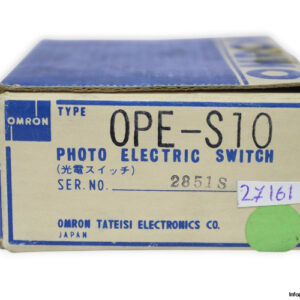 TYPE OPE-S10
OMRON
PHOTO ELECTRIC SWITCH
(光電スイッチ)
SER.NO. 2851S
27161
OMRON TATEISI ELECTRONICS CO.
JAPAN